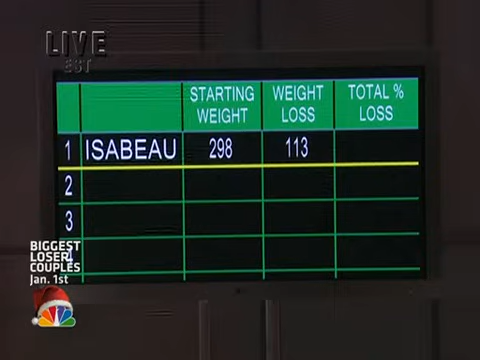 LIVE
EST
STARTING WEIGHT
WEIGHT LOSS
TOTAL % LOSS
1 ISABEAU 298 113
2
3
4
BIGGEST
LOSER
COUPLES
Jan. 1st